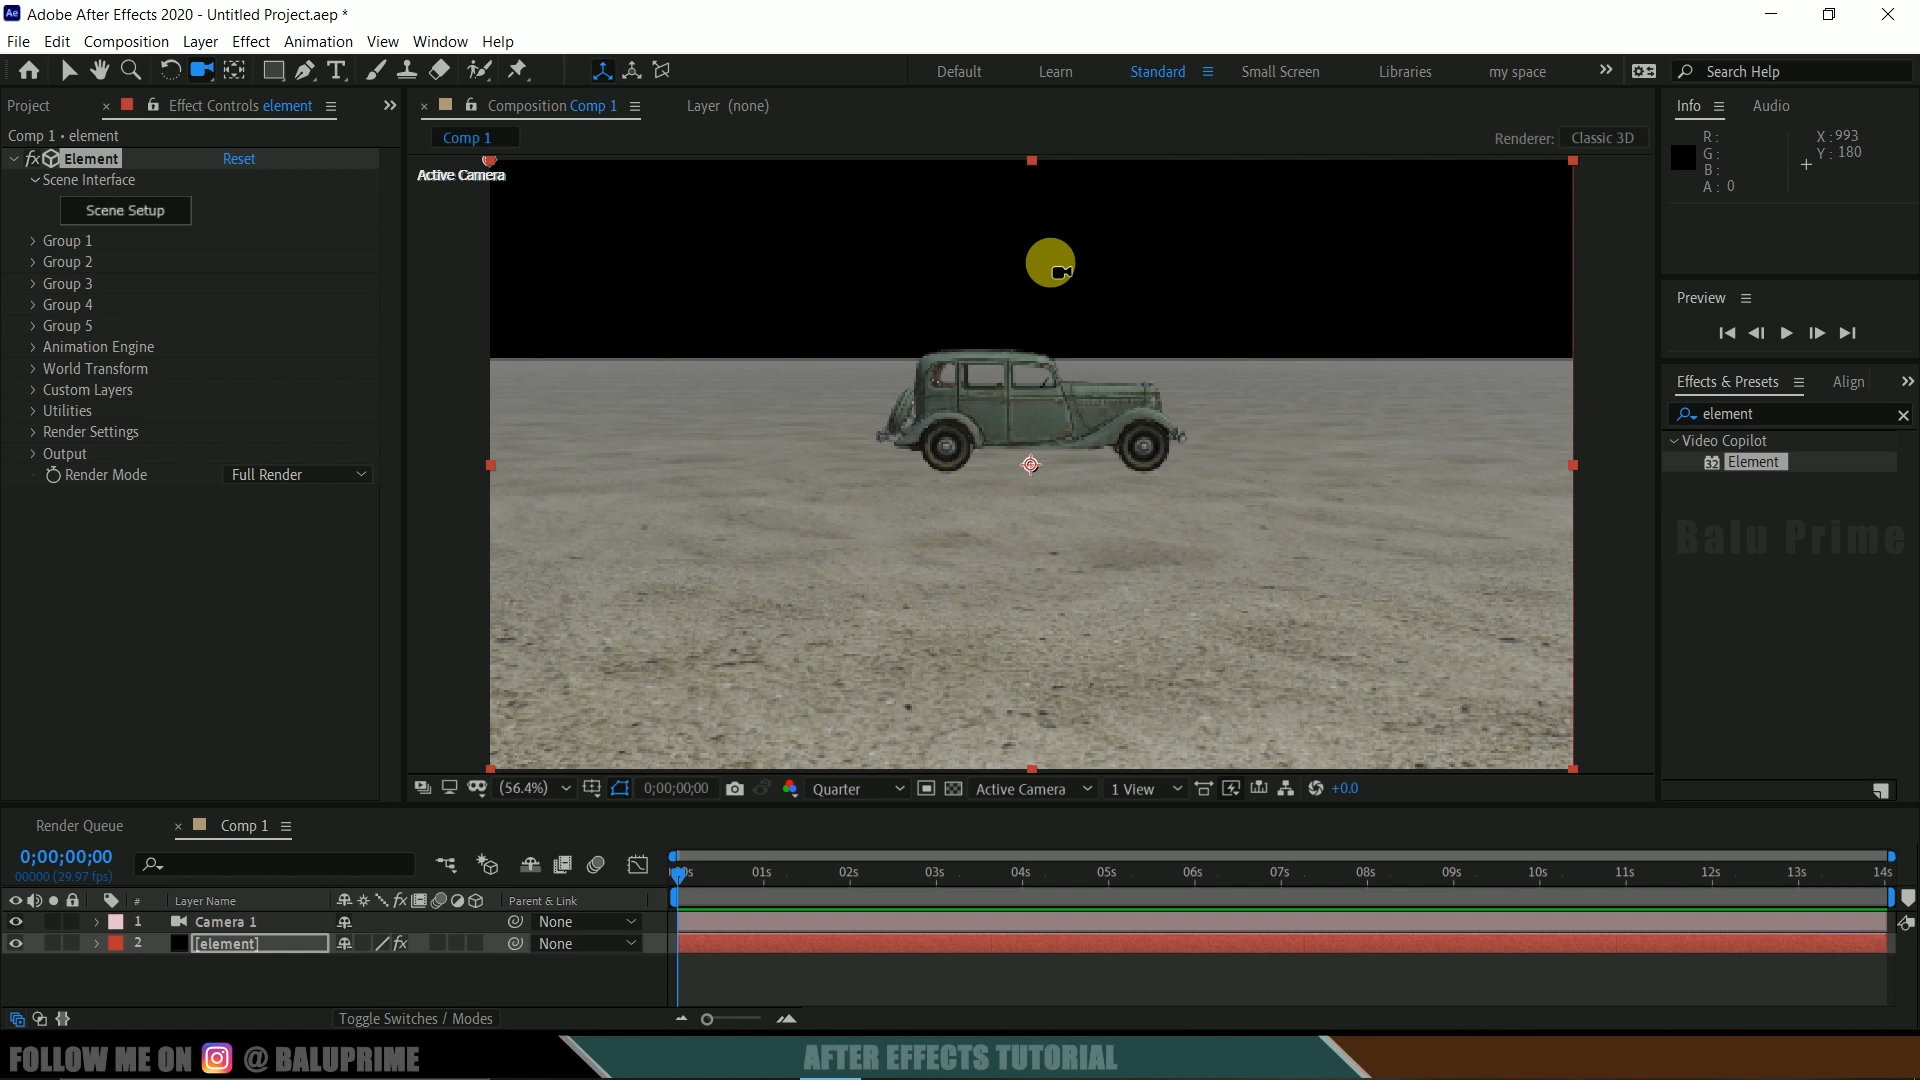 Ae Adobe After Effects 2020 - Untitled Project.aep *
File Edit Composition Layer Effect Animation View Window Help
Default Learn Standard Small Screen Libraries my space Search Help
Project Effect Controls element
Composition Comp 1 Layer (none)
Info Audio
Comp 1 • element
Comp 1
Renderer: Classic 3D
R:
G:
B:
A: 0
X: 993
Y: 180
fx Element Reset
Scene Interface
Scene Setup
Group 1
Group 2
Group 3
Group 4
Group 5
Animation Engine
World Transform
Custom Layers
Utilities
Render Settings
Output
Render Mode Full Render
Active Camera
Preview
Effects & Presets Align
element
Video Copilot
32 Element
Balu Prime
(56.4%) 0;00;00;00 Quarter Active Camera 1 View +0.0
Render Queue Comp 1
0;00;00;00
00000 (29.97 fps)
01s 02s 03s 04s 05s 06s 07s 08s 09s 10s 11s 12s 13s 14s
# Layer Name fx Parent & Link
1 Camera 1 None
2 [element] fx None
Toggle Switches / Modes
FOLLOW ME ON @ BALUPRIME
AFTER EFFECTS TUTORIAL